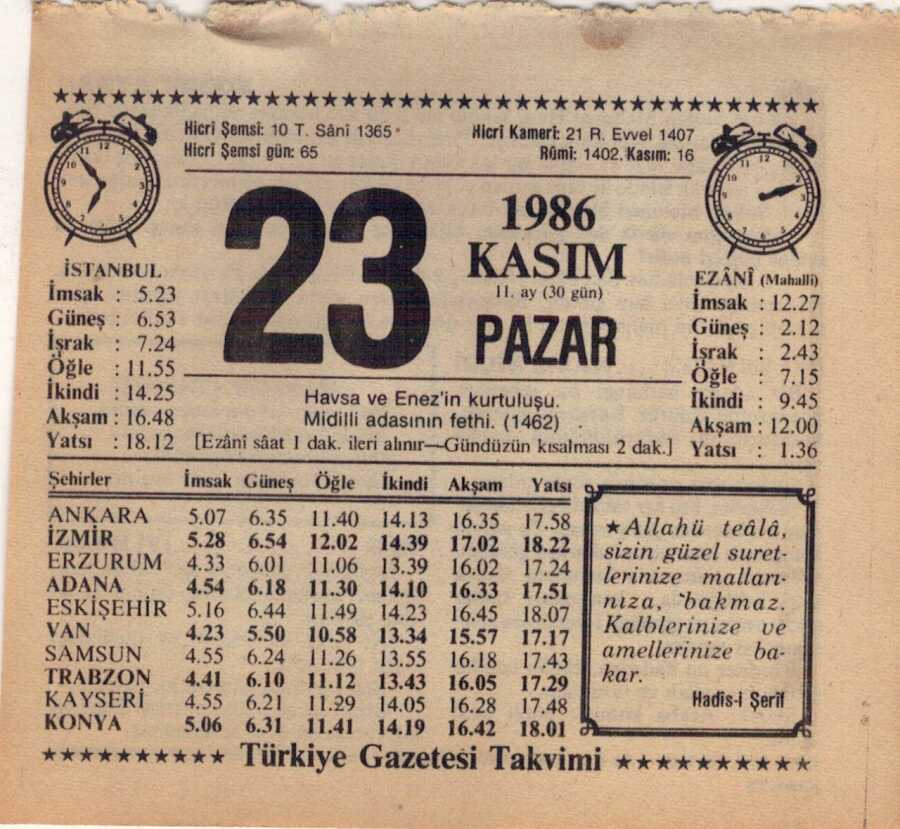 ★★★★★★★★★★★★★★★★★★★★★★★★★★★★★★★★★★★★★★★★
Hicrî Şemsî: 10 T. Sânî 1365
Hicrî Şemsî gün: 65
Hicrî Kamerî: 21 R. Evvel 1407
Rûmî: 1402. Kasım: 16
23
1986
KASIM
11. ay (30 gün)
PAZAR
İSTANBUL
İmsak : 5.23
Güneş : 6.53
İşrak : 7.24
Öğle : 11.55
İkindi : 14.25
Akşam : 16.48
Yatsı : 18.12
EZÂNÎ (Mahallî)
İmsak : 12.27
Güneş : 2.12
İşrak : 2.43
Öğle : 7.15
İkindi : 9.45
Akşam : 12.00
Yatsı : 1.36
Havsa ve Enez'in kurtuluşu.
Midilli adasının fethi. (1462)
[Ezânî sâat 1 dak. ileri alınır—Gündüzün kısalması 2 dak.]
Şehirler İmsak Güneş Öğle İkindi Akşam Yatsı
ANKARA 5.07 6.35 11.40 14.13 16.35 17.58
İZMİR 5.28 6.54 12.02 14.39 17.02 18.22
ERZURUM 4.33 6.01 11.06 13.39 16.02 17.24
ADANA 4.54 6.18 11.30 14.10 16.33 17.51
ESKİŞEHİR 5.16 6.44 11.49 14.23 16.45 18.07
VAN 4.23 5.50 10.58 13.34 15.57 17.17
SAMSUN 4.55 6.24 11.26 13.55 16.18 17.43
TRABZON 4.41 6.10 11.12 13.43 16.05 17.29
KAYSERİ 4.55 6.21 11.29 14.05 16.28 17.48
KONYA 5.06 6.31 11.41 14.19 16.42 18.01
★Allahü teâlâ,
sizin güzel suret-
lerinize malları-
nıza, bakmaz.
Kalblerinize ve
amellerinize ba-
kar.
Hadîs-i Şerîf
★★★★★★★★★★ Türkiye Gazetesi Takvimi ★★★★★★★★★★